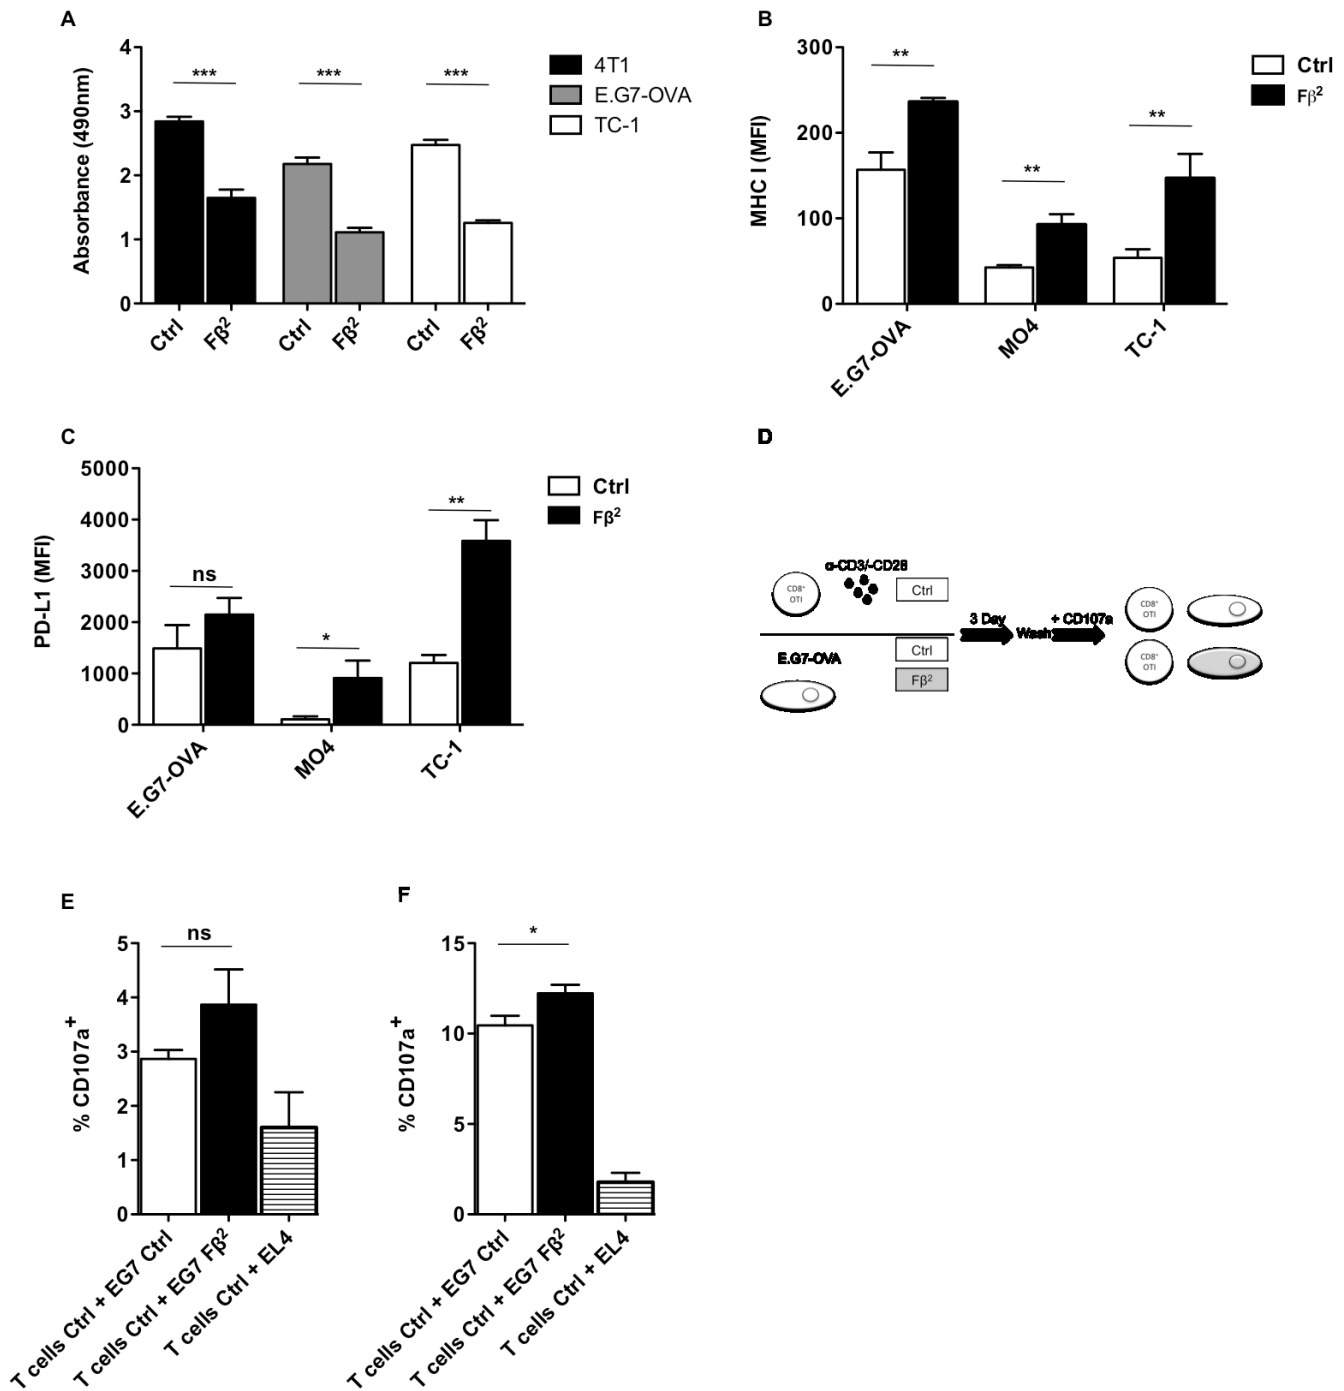 A
4
3
2
1
0
Absorbance (490nm)
***
***
***
Ctrl
Fβ²
Ctrl
Fβ²
Ctrl
Fβ²
4T1
E.G7-OVA
TC-1
B
300
200
100
0
MHC I (MFI)
**
**
**
E.G7-OVA
MO4
TC-1
Ctrl
Fβ²
C
5000
4000
3000
2000
1000
0
PD-L1 (MFI)
ns
*
**
E.G7-OVA
MO4
TC-1
Ctrl
Fβ²
D
α-CD3/-CD28
CD8⁺
OTI
Ctrl
E.G7-OVA
Ctrl
Fβ²
3 Day
Wash
+ CD107a
CD8⁺
OTI
CD8⁺
OTI
E
5
4
3
2
1
0
% CD107a⁺
ns
T cells Ctrl + EG7 Ctrl
T cells Ctrl + EG7 Fβ²
T cells Ctrl + EL4
F
15
10
5
0
% CD107a⁺
*
T cells Ctrl + EG7 Ctrl
T cells Ctrl + EG7 Fβ²
T cells Ctrl + EL4